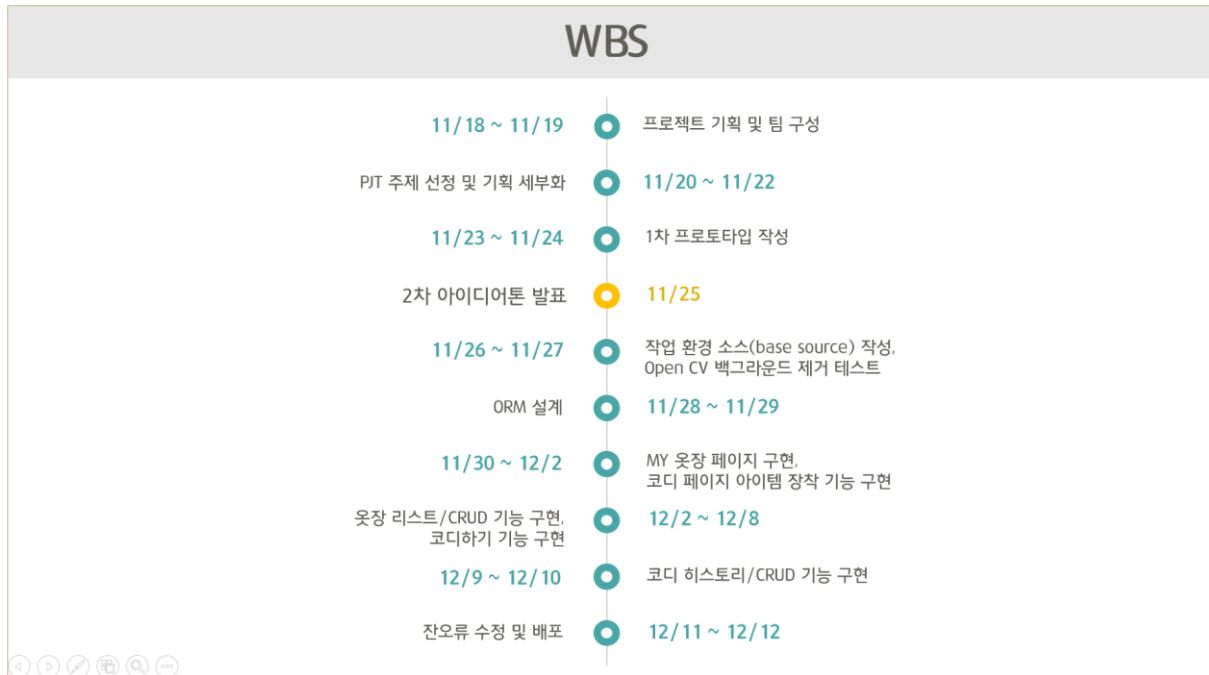 WBS
11/18 ~ 11/19
프로젝트 기획 및 팀 구성
PJT 주제 선정 및 기획 세부화
11/20 ~ 11/22
11/23 ~ 11/24
1차 프로토타입 작성
2차 아이디어톤 발표
11/25
11/26 ~ 11/27
작업 환경 소스(base source) 작성,
Open CV 백그라운드 제거 테스트
ORM 설계
11/28 ~ 11/29
11/30 ~ 12/2
MY 옷장 페이지 구현,
코디 페이지 아이템 장착 기능 구현
옷장 리스트/CRUD 기능 구현,
코디하기 기능 구현
12/2 ~ 12/8
12/9 ~ 12/10
코디 히스토리/CRUD 기능 구현
잔오류 수정 및 배포
12/11 ~ 12/12